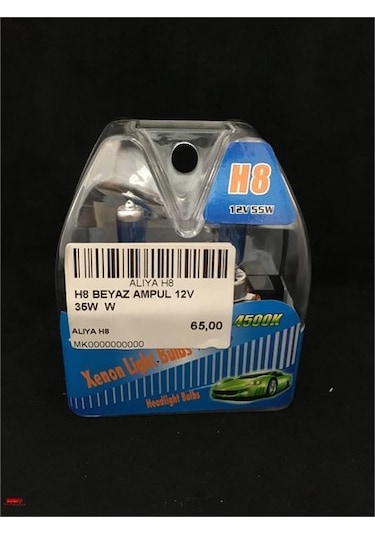 H8
12V 55W
ALIYA H8
H8 BEYAZ AMPUL 12V
35W W
ALIYA H8
65,00
MK0000000000
4500K
Xenon Light Bulbs
Headlight Bulbs